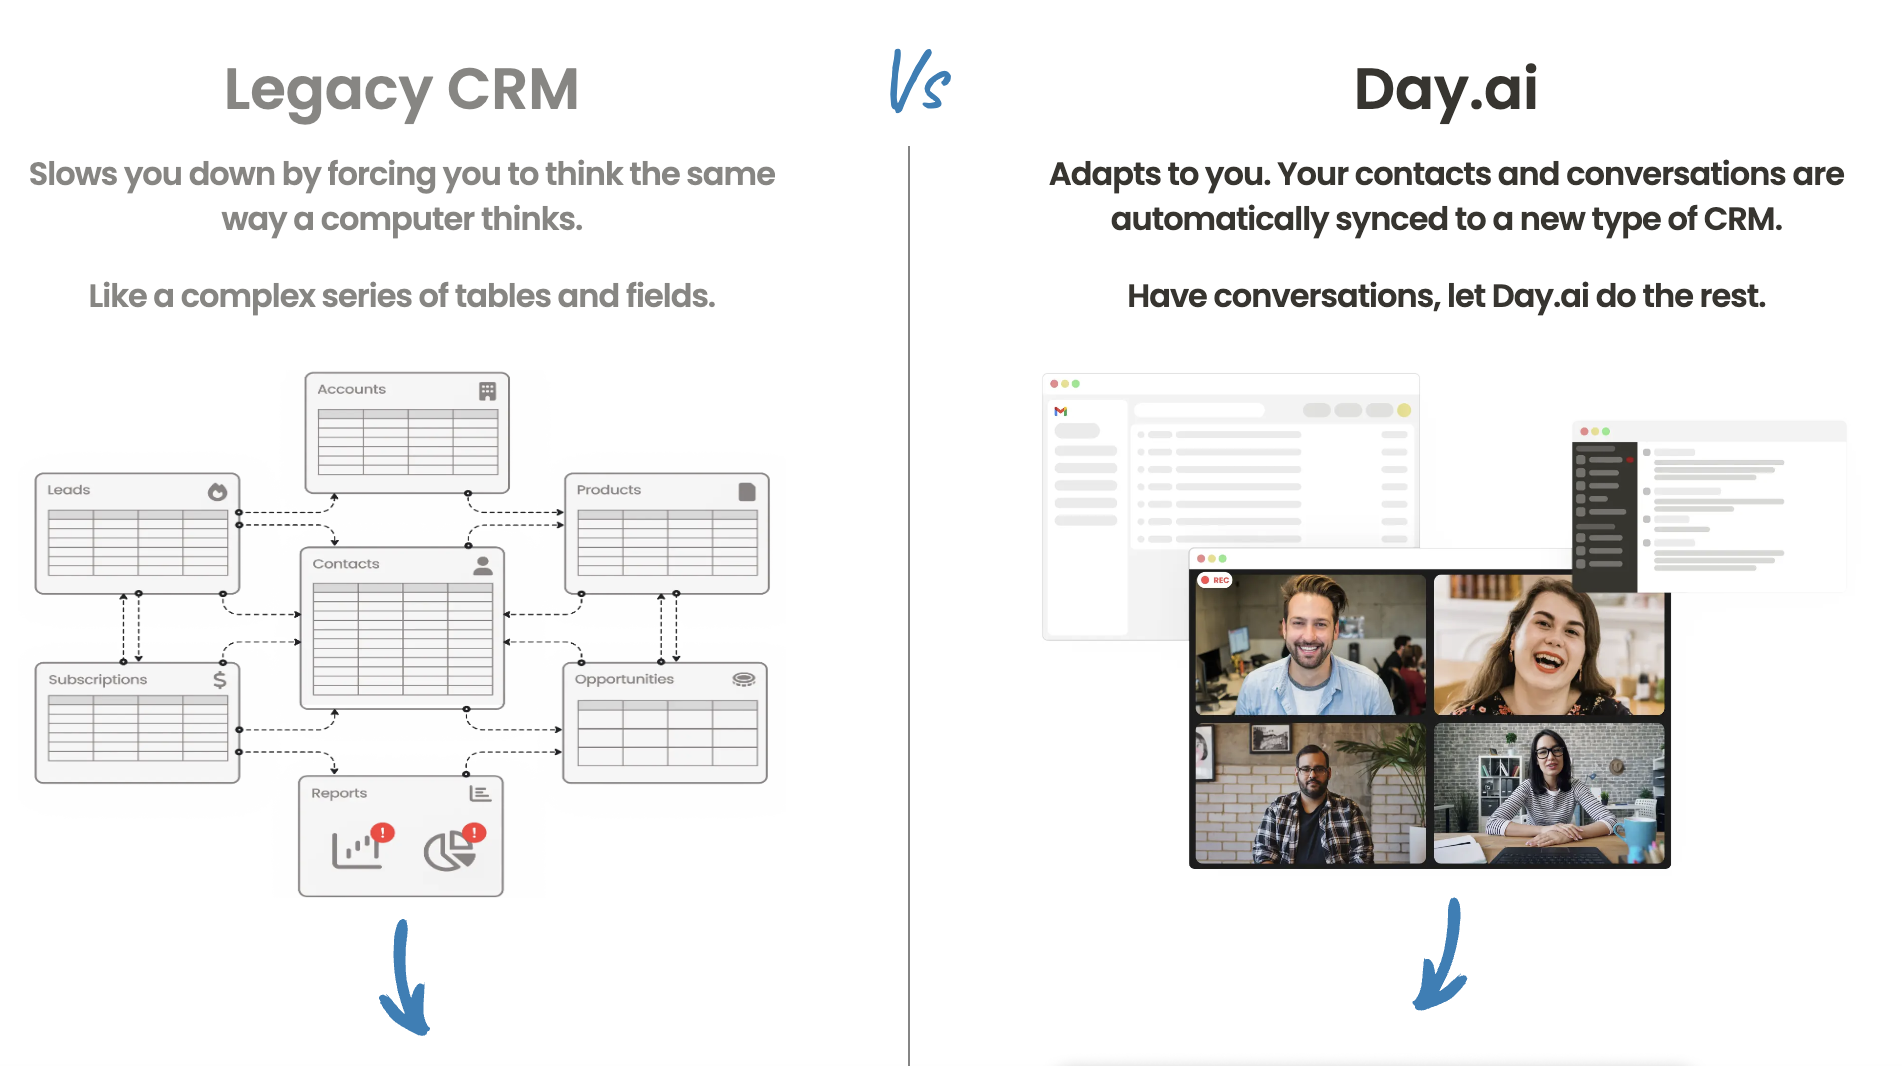 Legacy CRM
Vs
Day.ai
Slows you down by forcing you to think the same
way a computer thinks.
Like a complex series of tables and fields.
Adapts to you. Your contacts and conversations are
automatically synced to a new type of CRM.
Have conversations, let Day.ai do the rest.
Accounts
Leads
Products
Contacts
Subscriptions
$
Opportunities
Reports
!
!
REC